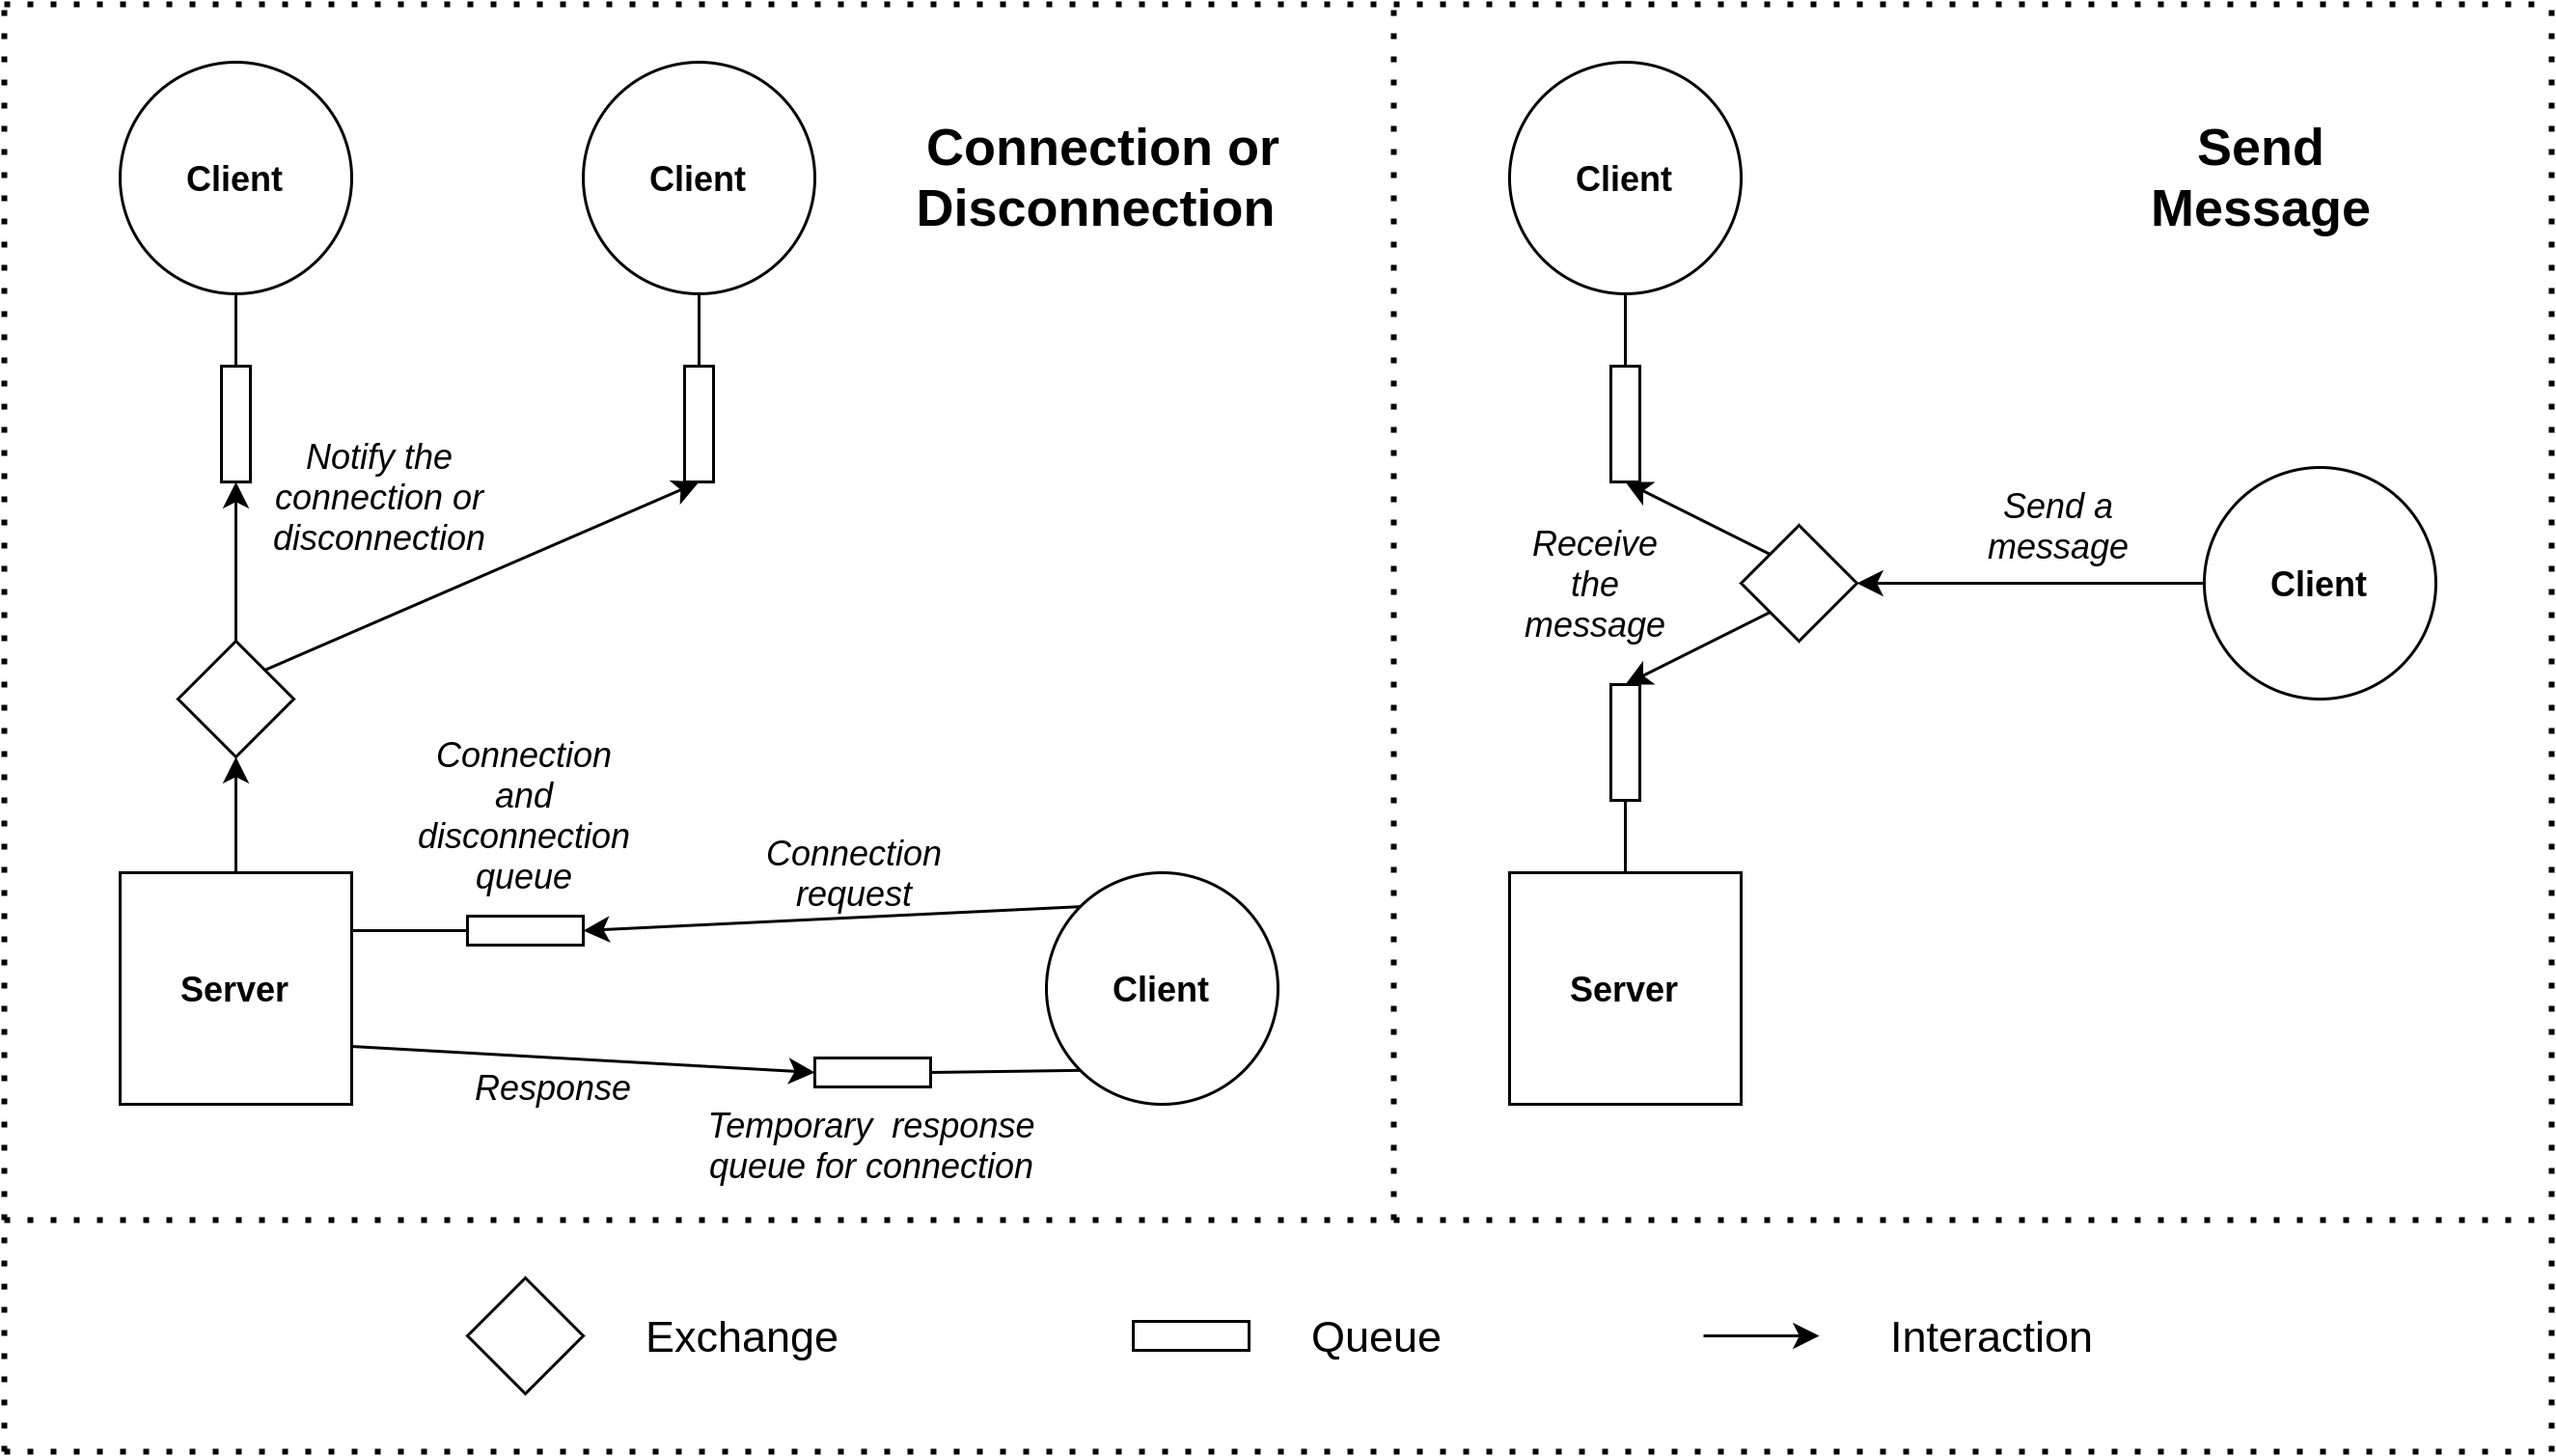 Client
Client
Connection or
Disconnection
Notify the
connection or
disconnection
Connection
and
disconnection
queue
Connection
request
Server
Client
Response
Temporary  response
queue for connection
Client
Send
Message
Send a
message
Receive
the
message
Client
Server
Exchange
Queue
Interaction